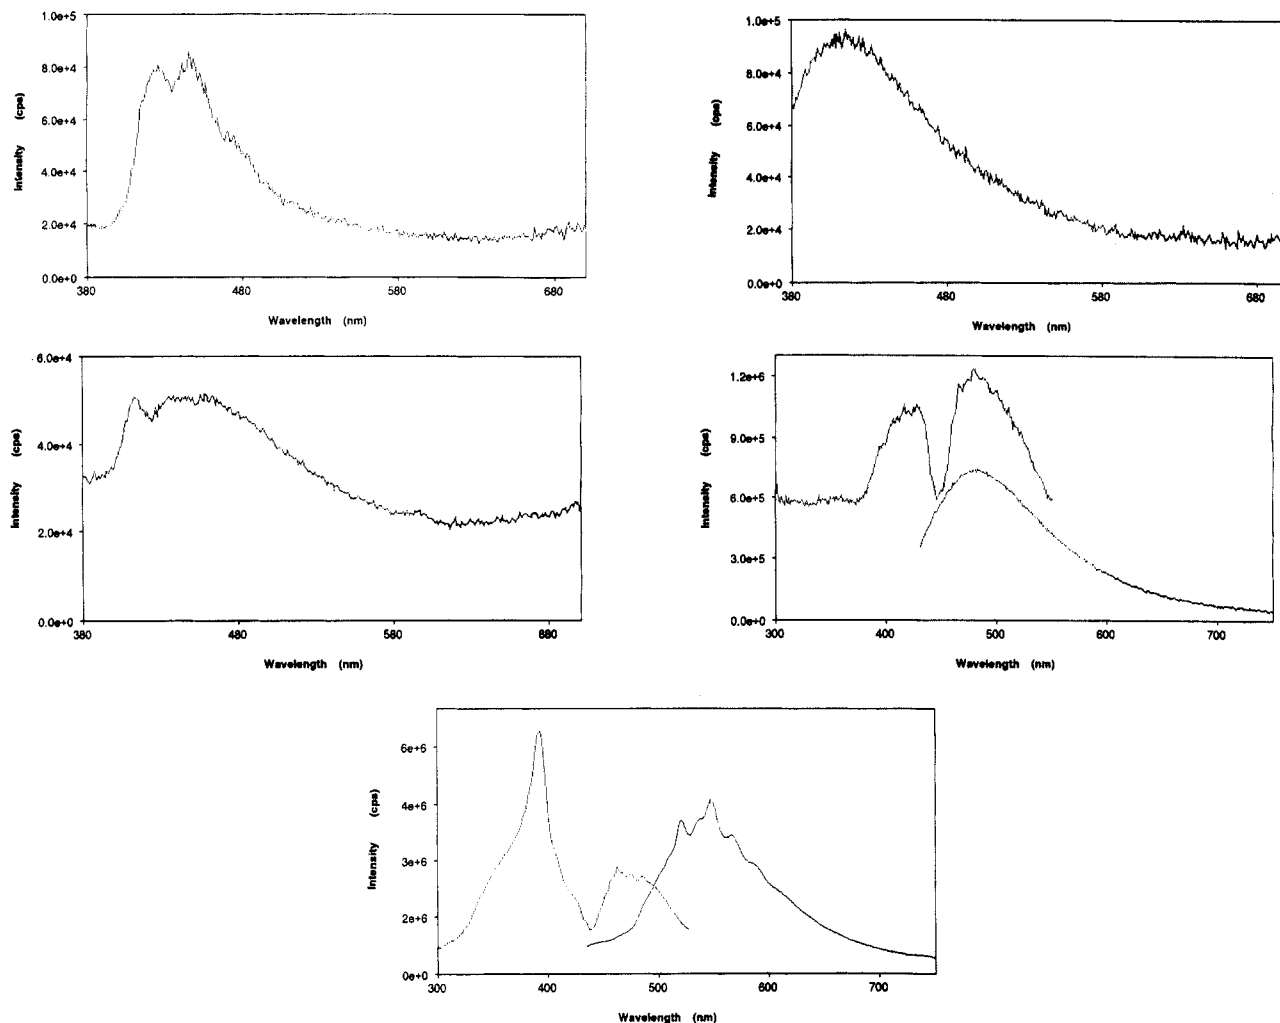 1.0e+5
8.0e+4
6.0e+4
4.0e+4
2.0e+4
0.0e+0
Intensity (cps)
380 480 580 680
Wavelength (nm)
1.0e+5
8.0e+4
6.0e+4
4.0e+4
2.0e+4
0.0e+0
Intensity (cps)
380 480 580 680
Wavelength (nm)
6.0e+4
4.0e+4
2.0e+4
0.0e+0
Intensity (cps)
380 480 580 680
Wavelength (nm)
1.2e+6
9.0e+5
6.0e+5
3.0e+5
0.0e+0
Intensity (cps)
300 400 500 600 700
Wavelength (nm)
6e+6
4e+6
3e+6
2e+6
0e+0
Intensity (cps)
300 400 500 600 700
Wavelength (nm)